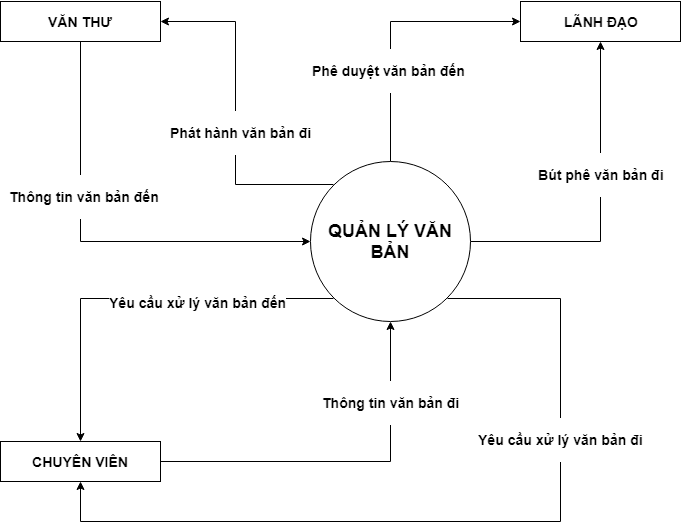 VĂN THƯ
LÃNH ĐẠO
Phê duyệt văn bản đến
Phát hành văn bản đi
Bút phê văn bản đi
Thông tin văn bản đến
QUẢN LÝ VĂN
BẢN
Yêu cầu xử lý văn bản đến
Thông tin văn bản đi
Yêu cầu xử lý văn bản đi
CHUYÊN VIÊN